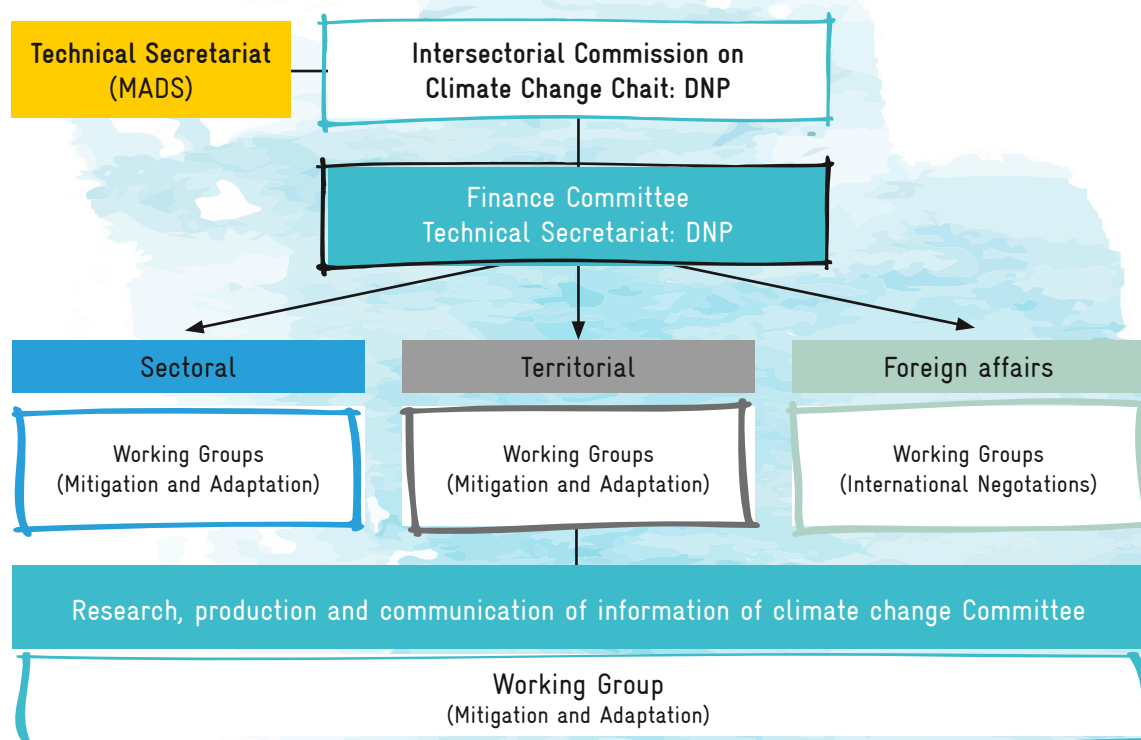 Technical Secretariat
(MADS)
Intersectorial Commission on
Climate Change Chait: DNP
Finance Committee
Technical Secretariat: DNP
Sectoral
Territorial
Foreign affairs
Working Groups
(Mitigation and Adaptation)
Working Groups
(Mitigation and Adaptation)
Working Groups
(International Negotations)
Research, production and communication of information of climate change Committee
Working Group
(Mitigation and Adaptation)